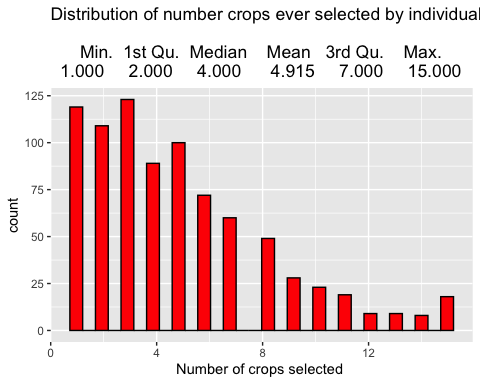 Distribution of number crops ever selected by individual
Min. 1st Qu. Median Mean 3rd Qu. Max.
1.000 2.000 4.000 4.915 7.000 15.000
125
100
75
50
25
0
count
0 4 8 12
Number of crops selected